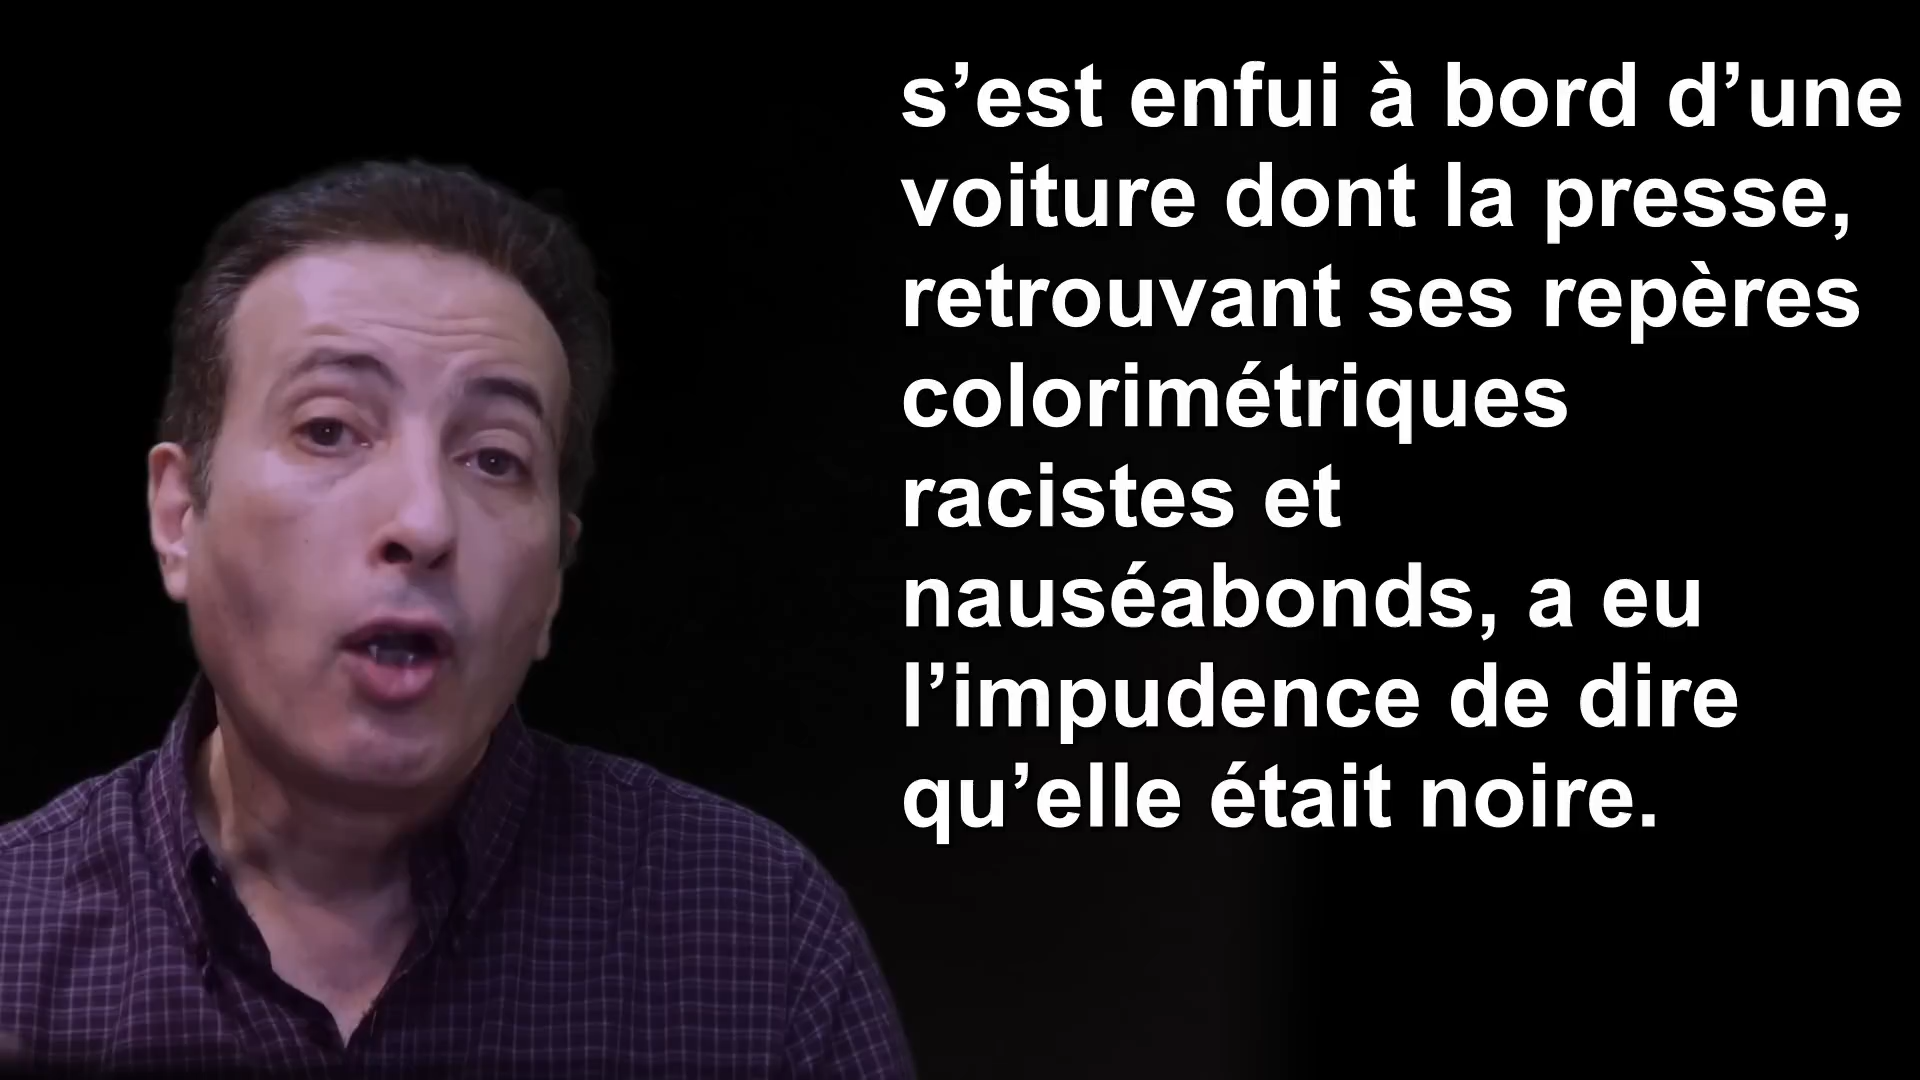 s’est enfui à bord d’une
voiture dont la presse,
retrouvant ses repères
colorimétriques
racistes et
nauséabonds, a eu
l’impudence de dire
qu’elle était noire.